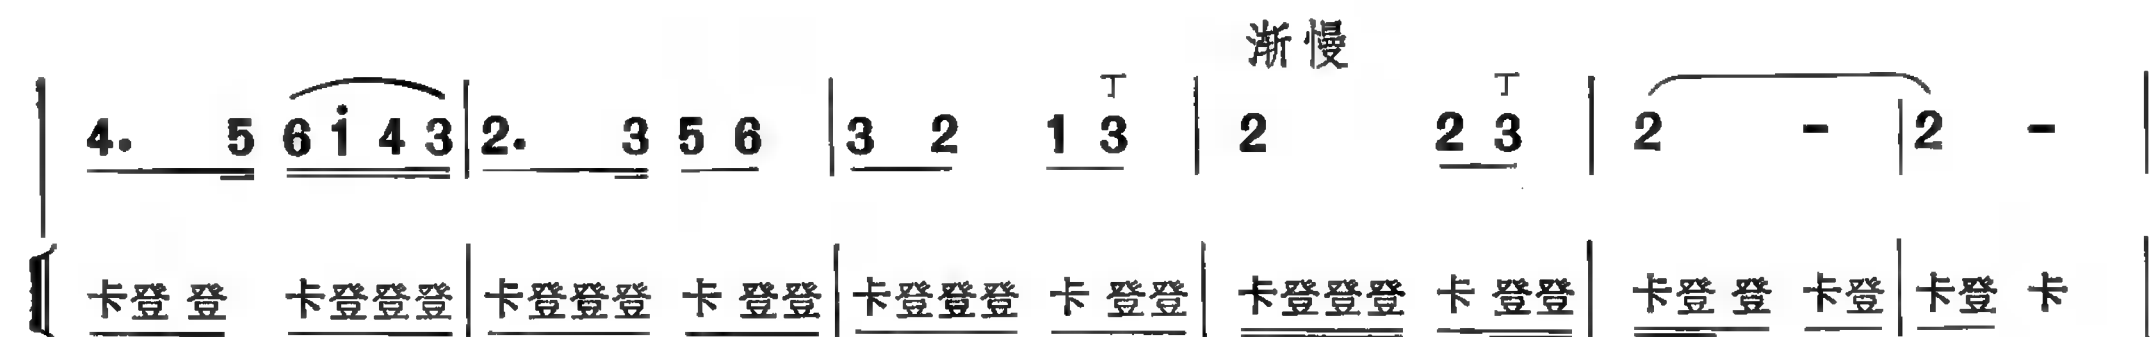 渐慢
丁 丁
4. 5 6 i 4 3 2. 3 5 6 3 2 1 3 2 2 3 2 - 2 -
卡登登 卡登登登 卡登登登 卡登登 卡登登登 卡登登 卡登登登 卡登登 卡登登 卡登 卡登 卡